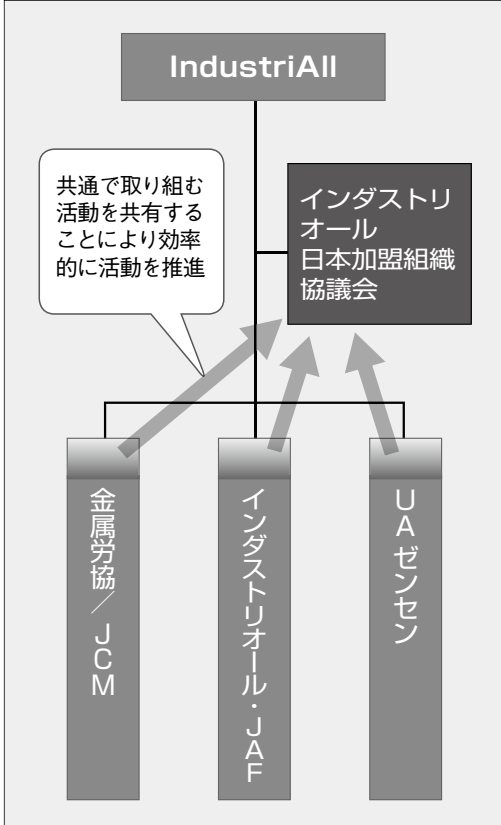 IndustriAll
共通で取り組む
活動を共有する
ことにより効率
的に活動を推進
インダストリ
オール
日本加盟組織
協議会
金属労協／JCM
インダストリオール・JAF
UAゼンセン